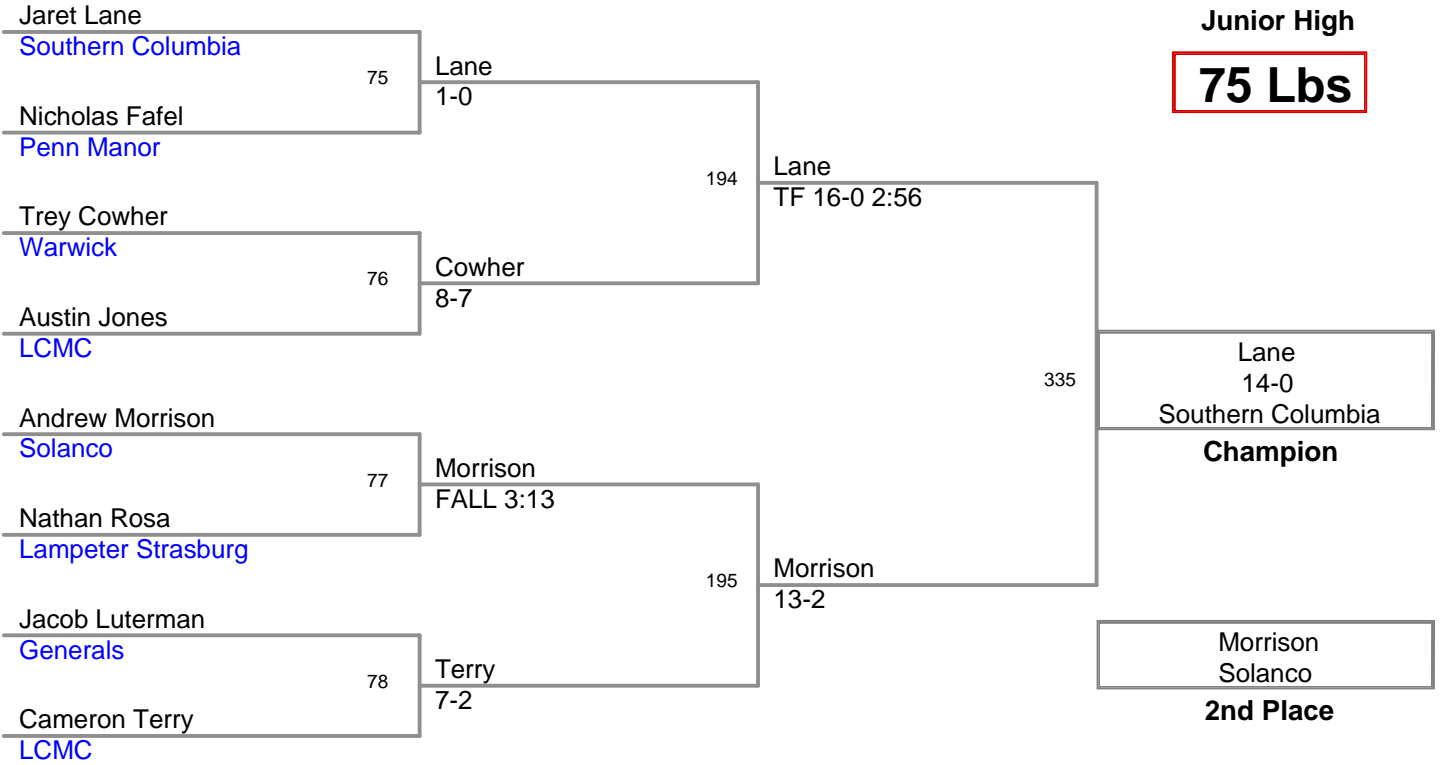 Jaret Lane
Southern Columbia
75
Nicholas Fafel
Penn Manor
Trey Cowher
Warwick
76
Austin Jones
LCMC
Andrew Morrison
Solanco
77
Nathan Rosa
Lampeter Strasburg
Jacob Luterman
Generals
78
Cameron Terry
LCMC
Lane
1-0
194
Cowher
8-7
Morrison
FALL 3:13
195
Terry
7-2
Lane
TF 16-0 2:56
335
Morrison
13-2
Junior High
75 Lbs
Lane
14-0
Southern Columbia
Champion
Morrison
Solanco
2nd Place